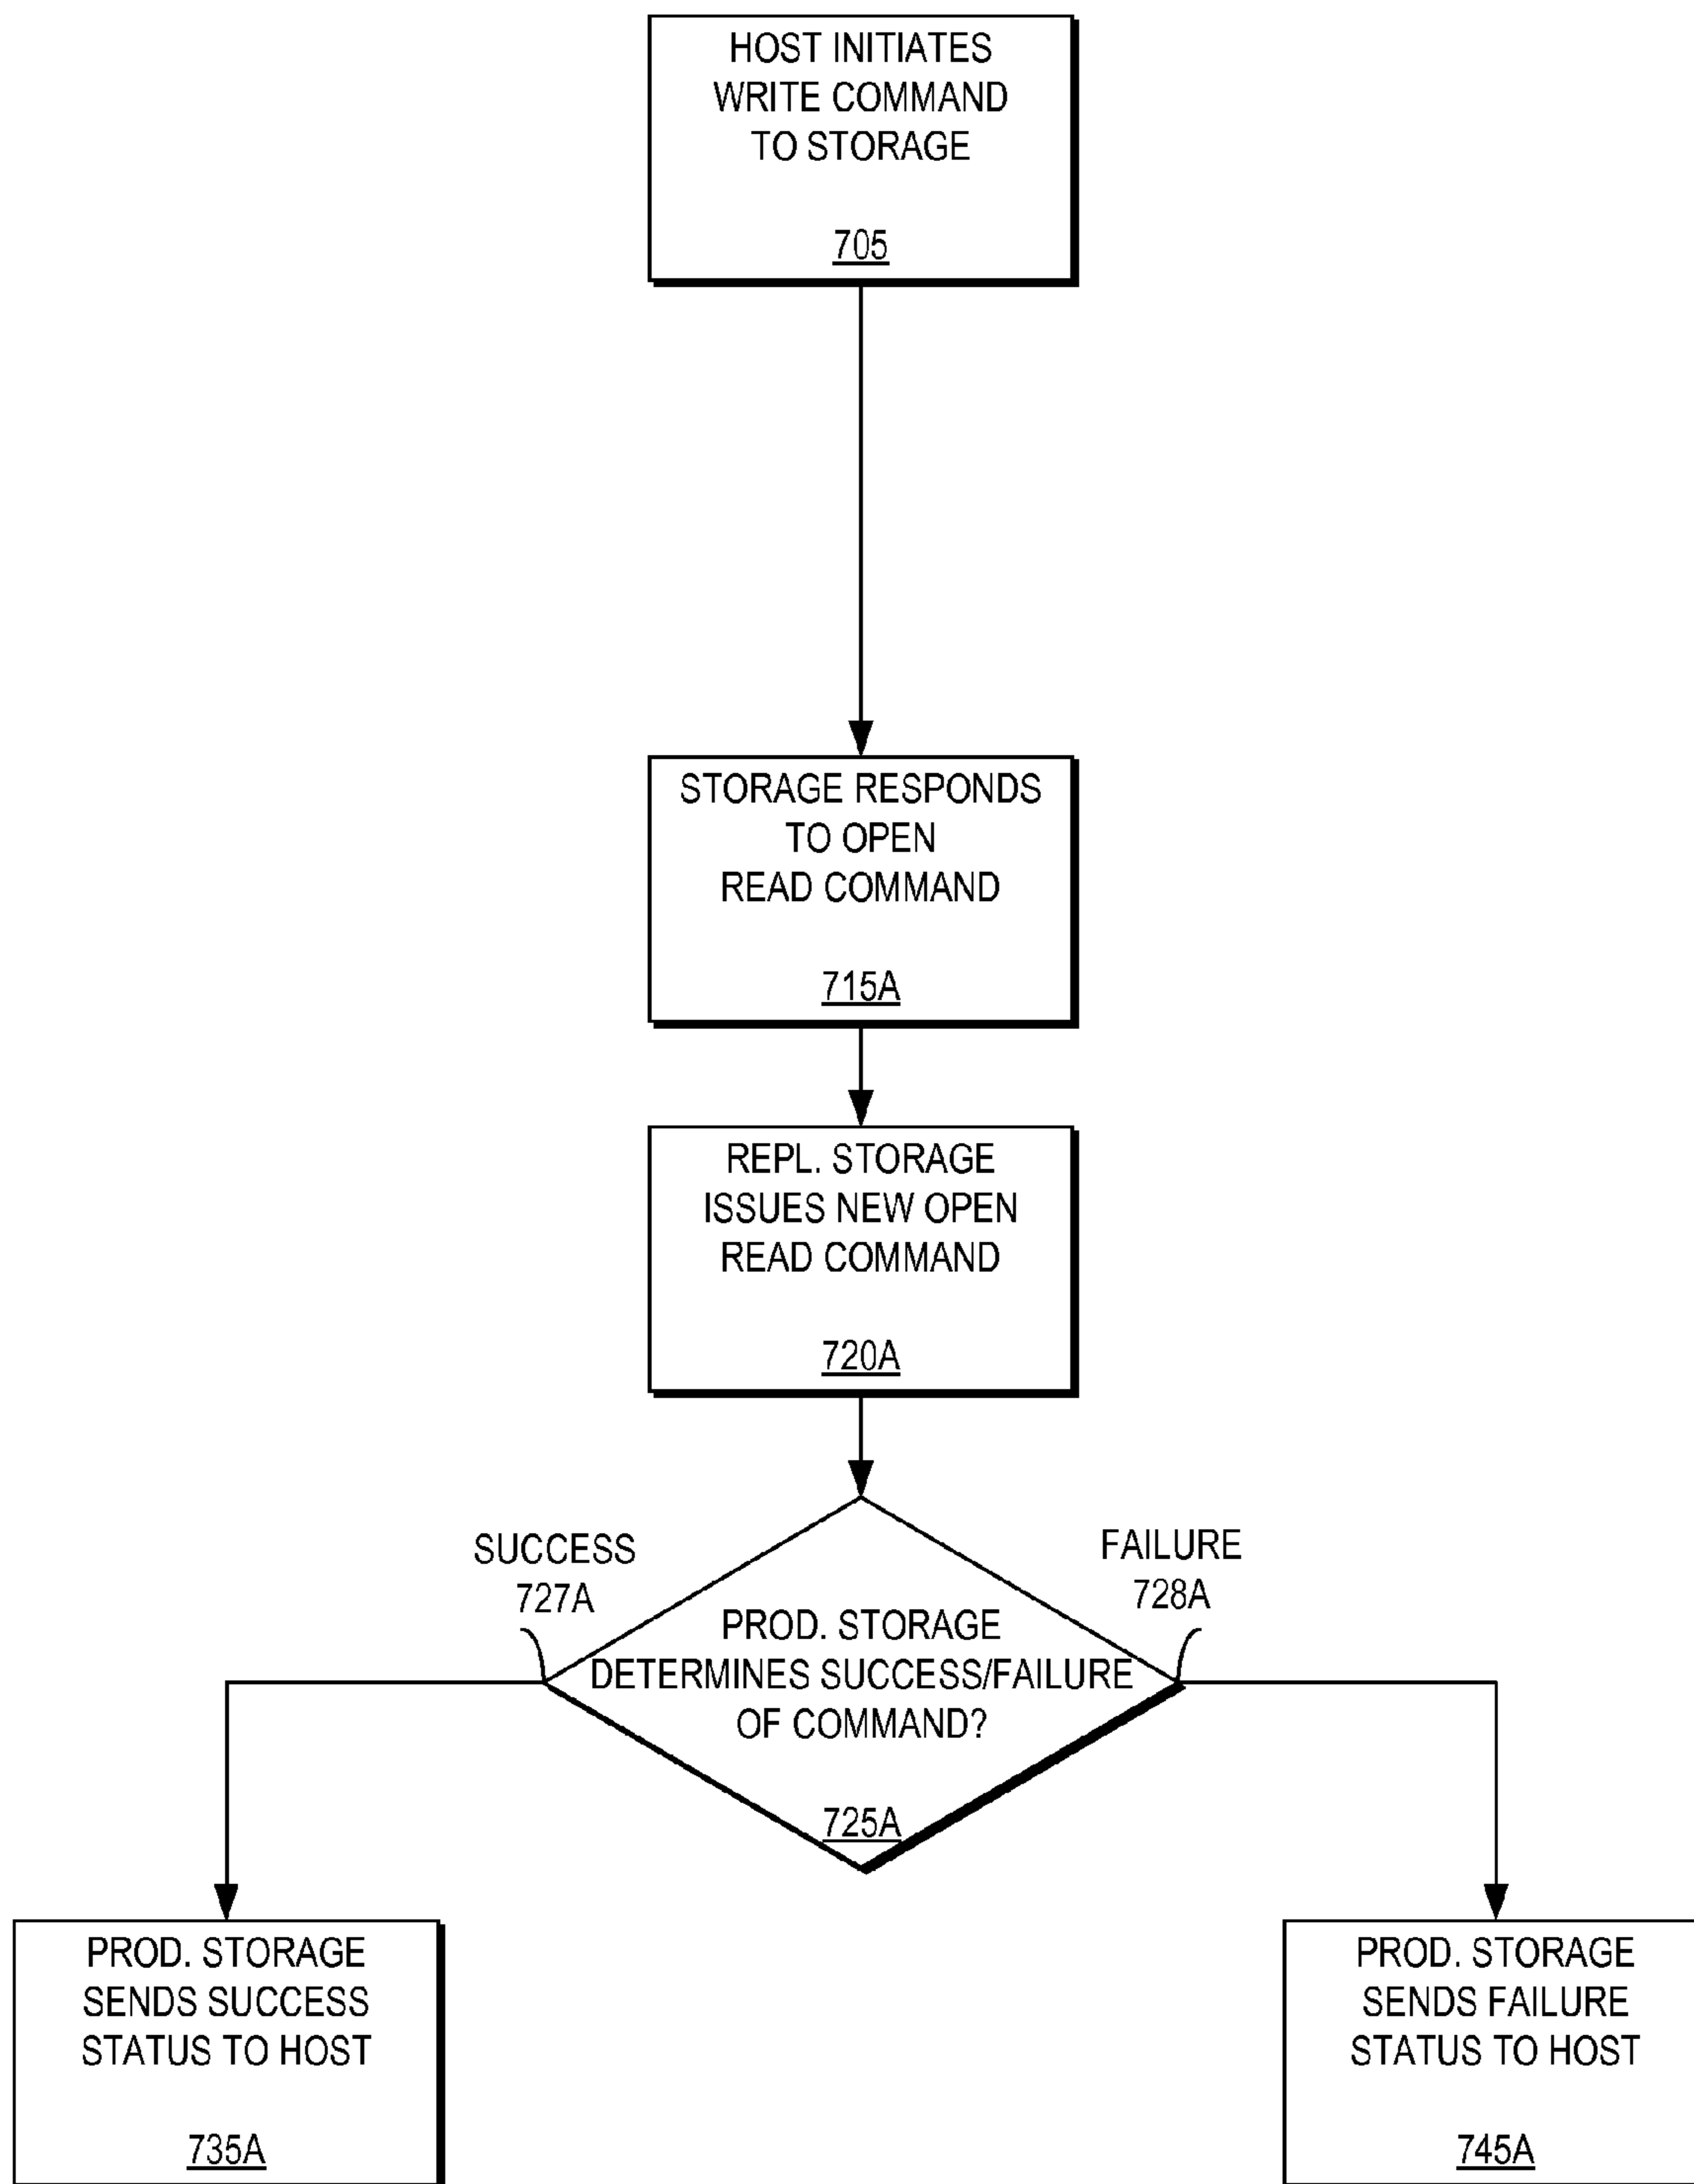 HOST INITIATES
WRITE COMMAND
TO STORAGE
705
STORAGE RESPONDS
TO OPEN
READ COMMAND
715A
REPL. STORAGE
ISSUES NEW OPEN
READ COMMAND
720A
SUCCESS
727A
FAILURE
728A
PROD. STORAGE
DETERMINES SUCCESS/FAILURE
OF COMMAND?
725A
PROD. STORAGE
SENDS SUCCESS
STATUS TO HOST
735A
PROD. STORAGE
SENDS FAILURE
STATUS TO HOST
745A